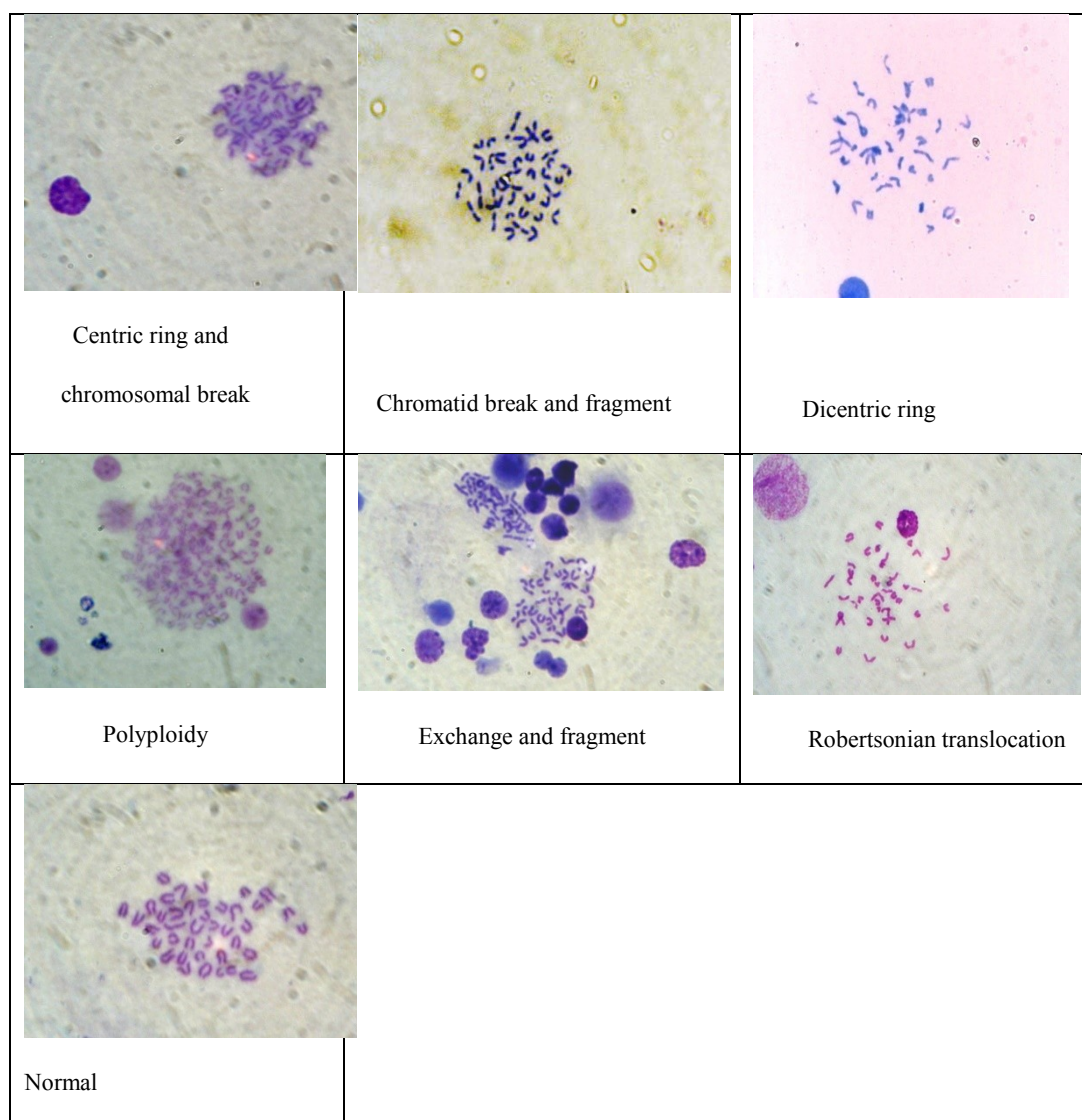 Centric ring and
chromosomal break
Chromatid break and fragment
Dicentric ring
Polyploidy
Exchange and fragment
Robertsonian translocation
Normal